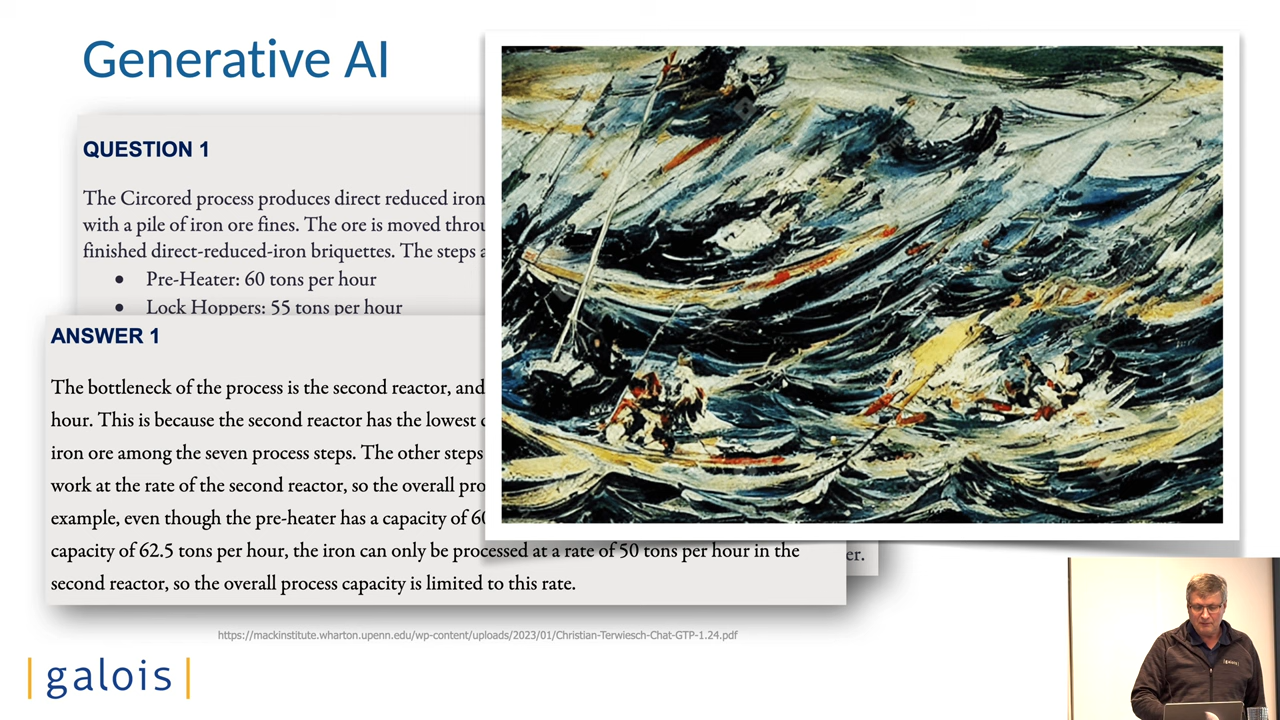 Generative AI
QUESTION 1
The Circored process produces direct reduced iron
with a pile of iron ore fines. The ore is moved
finished direct-reduced-iron briquettes. The steps
● Pre-Heater: 60 tons per hour
● Lock Hoppers: 55 tons per hour
ANSWER 1
The bottleneck of the process is the second reactor, and
hour. This is because the second reactor has the lowest
iron ore among the seven process steps. The other steps
work at the rate of the second reactor, so the overall
example, even though the pre-heater has a capacity of
capacity of 62.5 tons per hour, the iron can only be processed at a rate of 50 tons per hour in the
er.
second reactor, so the overall process capacity is limited to this rate.
https://mackinstitute.wharton.upenn.edu/wp-content/uploads/2023/01/Christian-Terwiesch-Chat-GTP-1.24.pdf
galois
galois